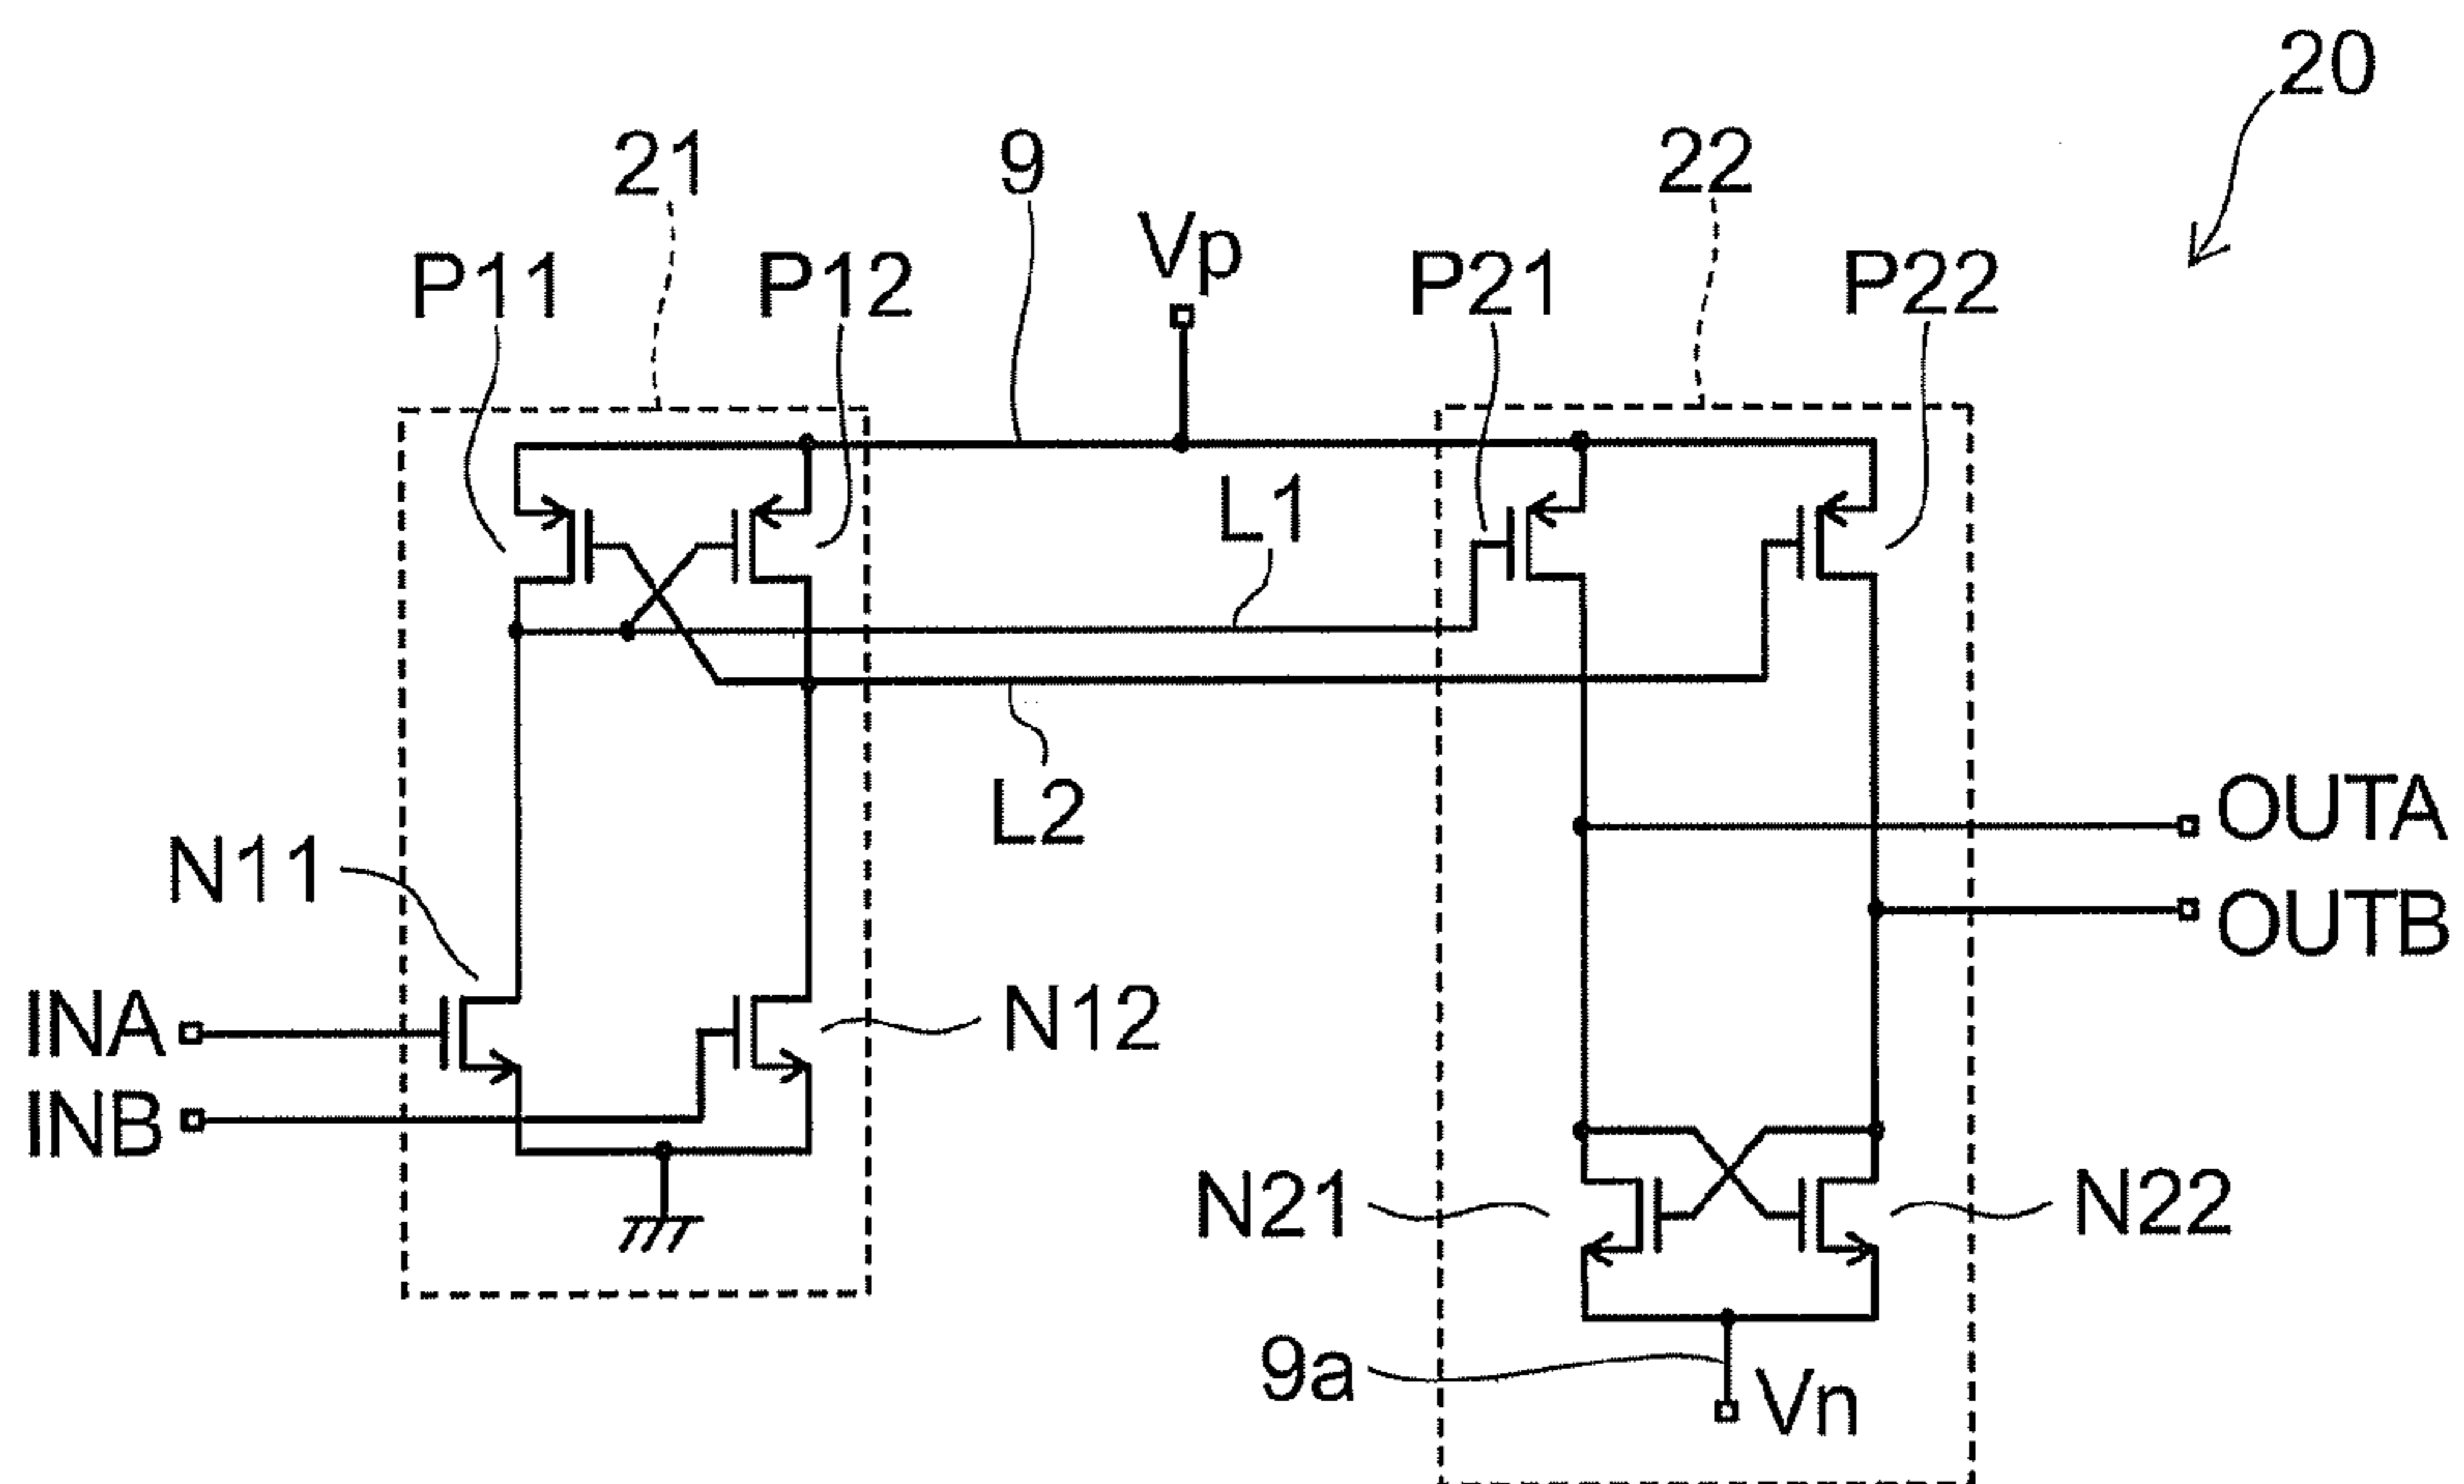 20
21
9
22
Vp
P11
P12
P21
P22
L1
L2
OUTA
N11
OUTB
INA
N12
INB
N21
N22
9a
Vn